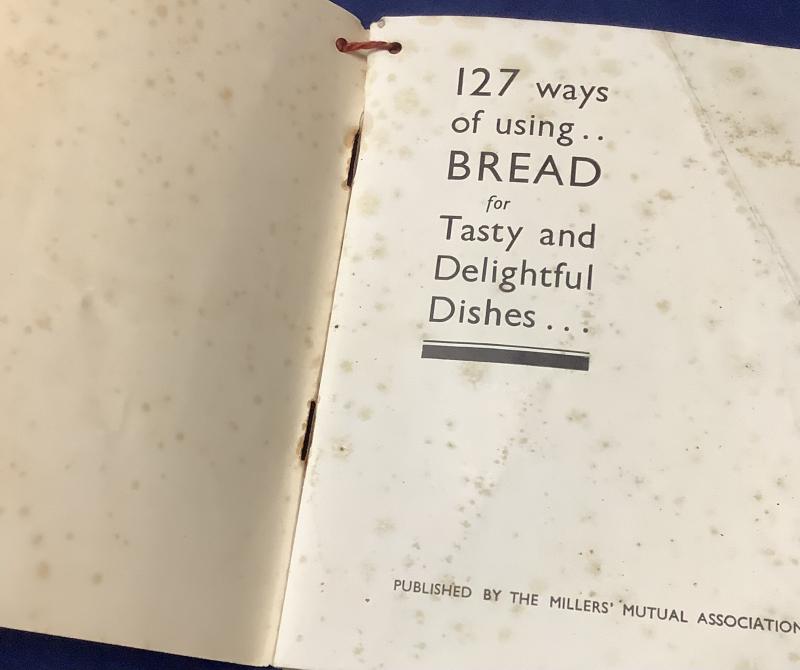 127 ways
of using..
BREAD
for
Tasty and
Delightful
Dishes...
PUBLISHED BY THE MILLERS' MUTUAL ASSOCIATION